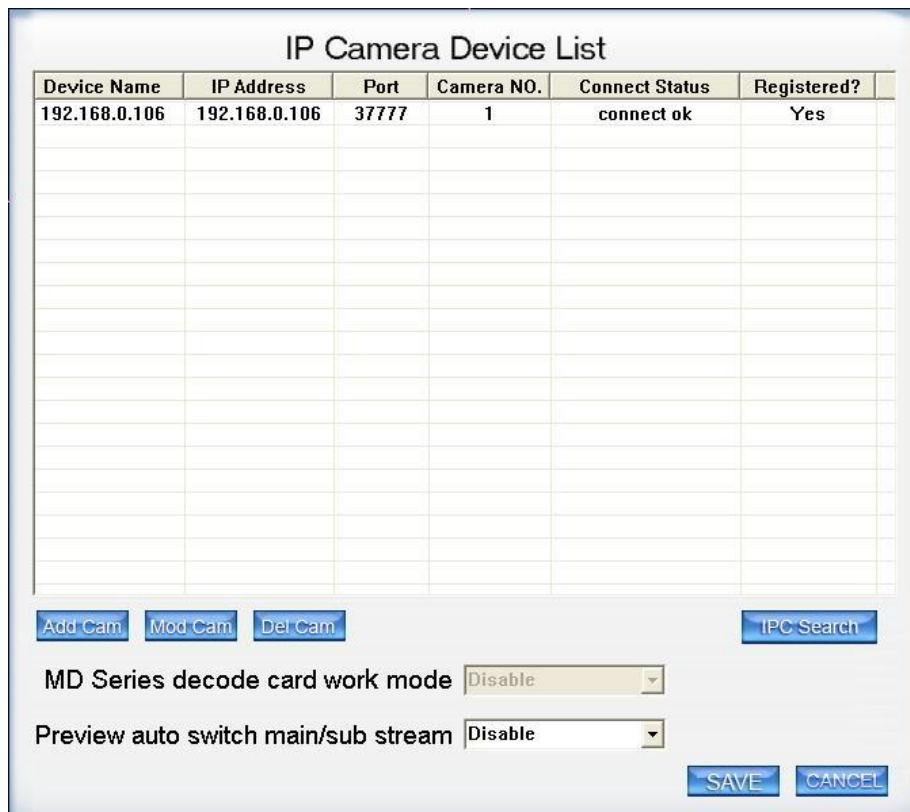 IP Camera Device List
Device Name IP Address Port Camera NO. Connect Status Registered?
192.168.0.106 192.168.0.106 37777 1 connect ok Yes
Add Cam Mod Cam Del Cam IPC Search
MD Series decode card work mode Disable
Preview auto switch main/sub stream Disable
SAVE CANCEL